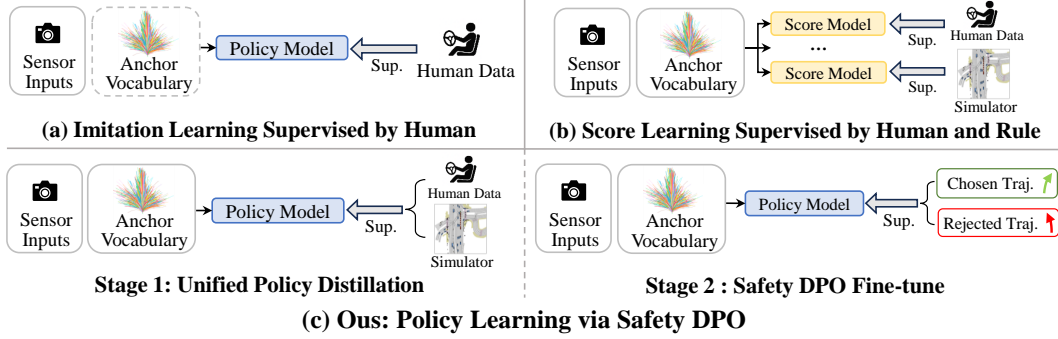 Sensor
Inputs
Anchor
Vocabulary
Policy Model
Sup.
Human Data
(a) Imitation Learning Supervised by Human
Sensor
Inputs
Anchor
Vocabulary
Score Model
...
Score Model
Sup.
Human Data
Sup.
Simulator
(b) Score Learning Supervised by Human and Rule
Sensor
Inputs
Anchor
Vocabulary
Policy Model
Sup.
Human Data
Simulator
Stage 1: Unified Policy Distillation
Sensor
Inputs
Anchor
Vocabulary
Policy Model
Sup.
Chosen Traj.
Rejected Traj.
Stage 2 : Safety DPO Fine-tune
(c) Ous: Policy Learning via Safety DPO